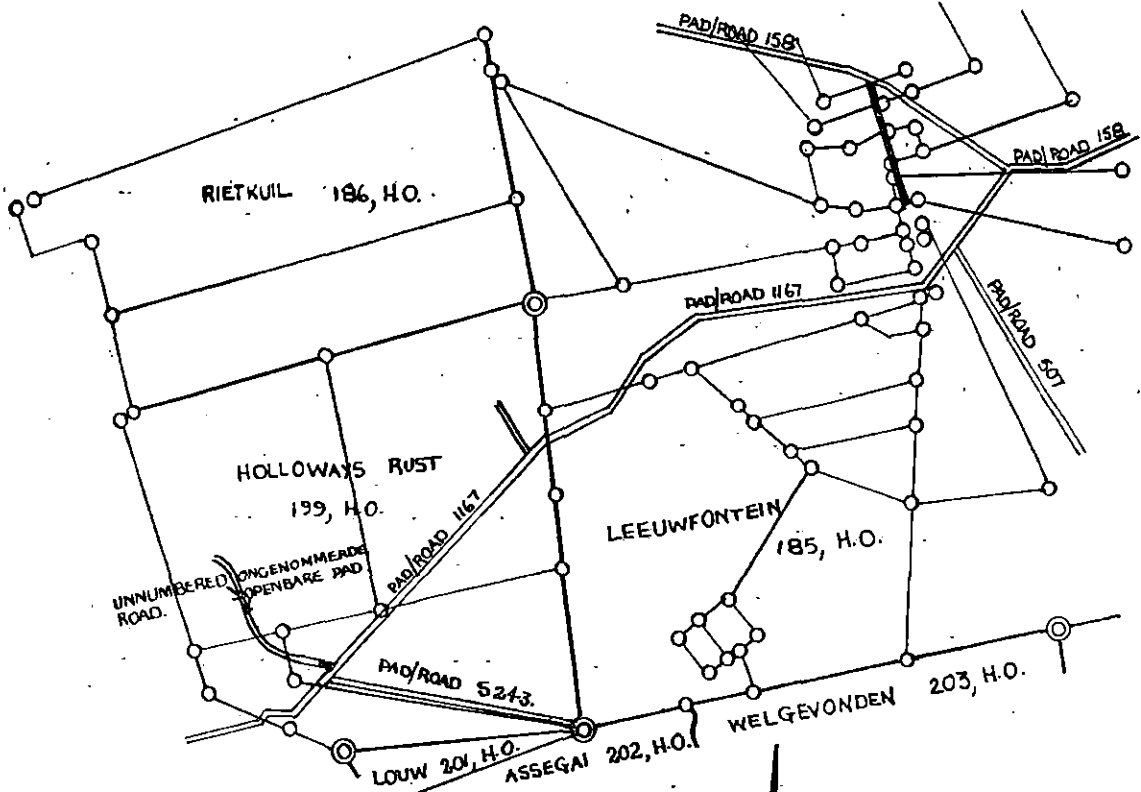 PAD/ROAD 158
PAD/ROAD 158
RIETKUIL 186, H.O.
PAD/ROAD 1167
PAD/ROAD 507
HOLLOWAYS RUST
199, H.O.
PAD/ROAD 1167
LEEUWFONTEIN
185, H.O.
UNNUMBERED
ROAD.
ONGENOMMERDE
OPENBARE PAD
PAD/ROAD 5243.
WELGEVONDEN 203, H.O.
LOUW 201, H.O.
ASSEGAI 202, H.O.